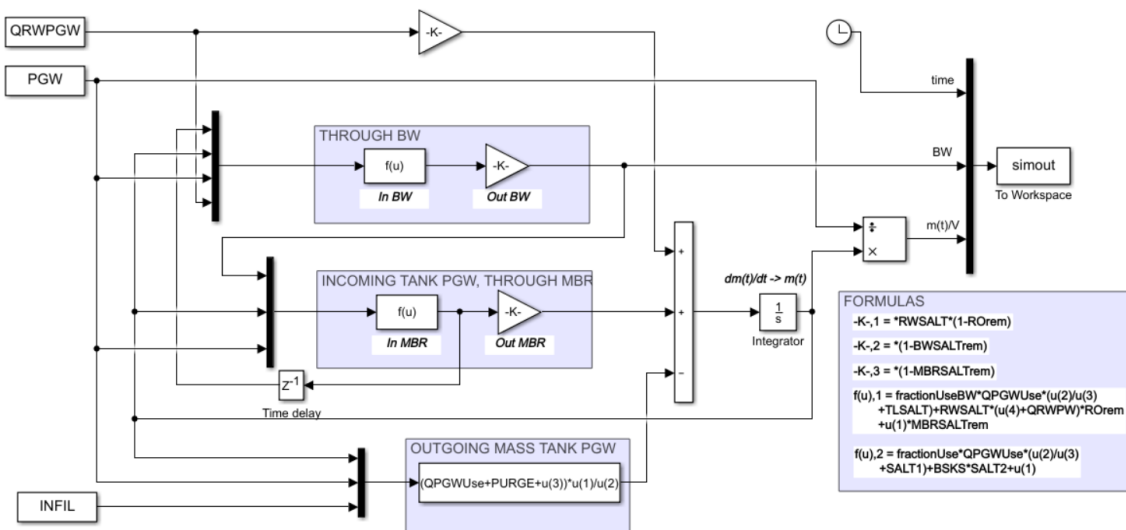 QRWPGW
-K-
PGW
time
THROUGH BW
f(u)
-K-
In BW
Out BW
BW
simout
To Workspace
m(t)/V
÷
×
INCOMING TANK PGW, THROUGH MBR
f(u)
-K-
In MBR
Out MBR
Z-1
Time delay
+
+
−
dm(t)/dt -> m(t)
1
s
Integrator
OUTGOING MASS TANK PGW
(QPGWUse+PURGE+u(3))*u(1)/u(2)
INFIL
FORMULAS
-K-,1 = *RWSALT*(1-ROrem)
-K-,2 = *(1-BWSALTrem)
-K-,3 = *(1-MBRSALTrem)
f(u),1 = fractionUseBW*QPGWUse*(u(2)/u(3)
+TLSALT)+RWSALT*(u(4)+QRWPW)*ROrem
+u(1)*MBRSALTrem
f(u),2 = fractionUse*QPGWUse*(u(2)/u(3)
+SALT1)+BSKS*SALT2+u(1)